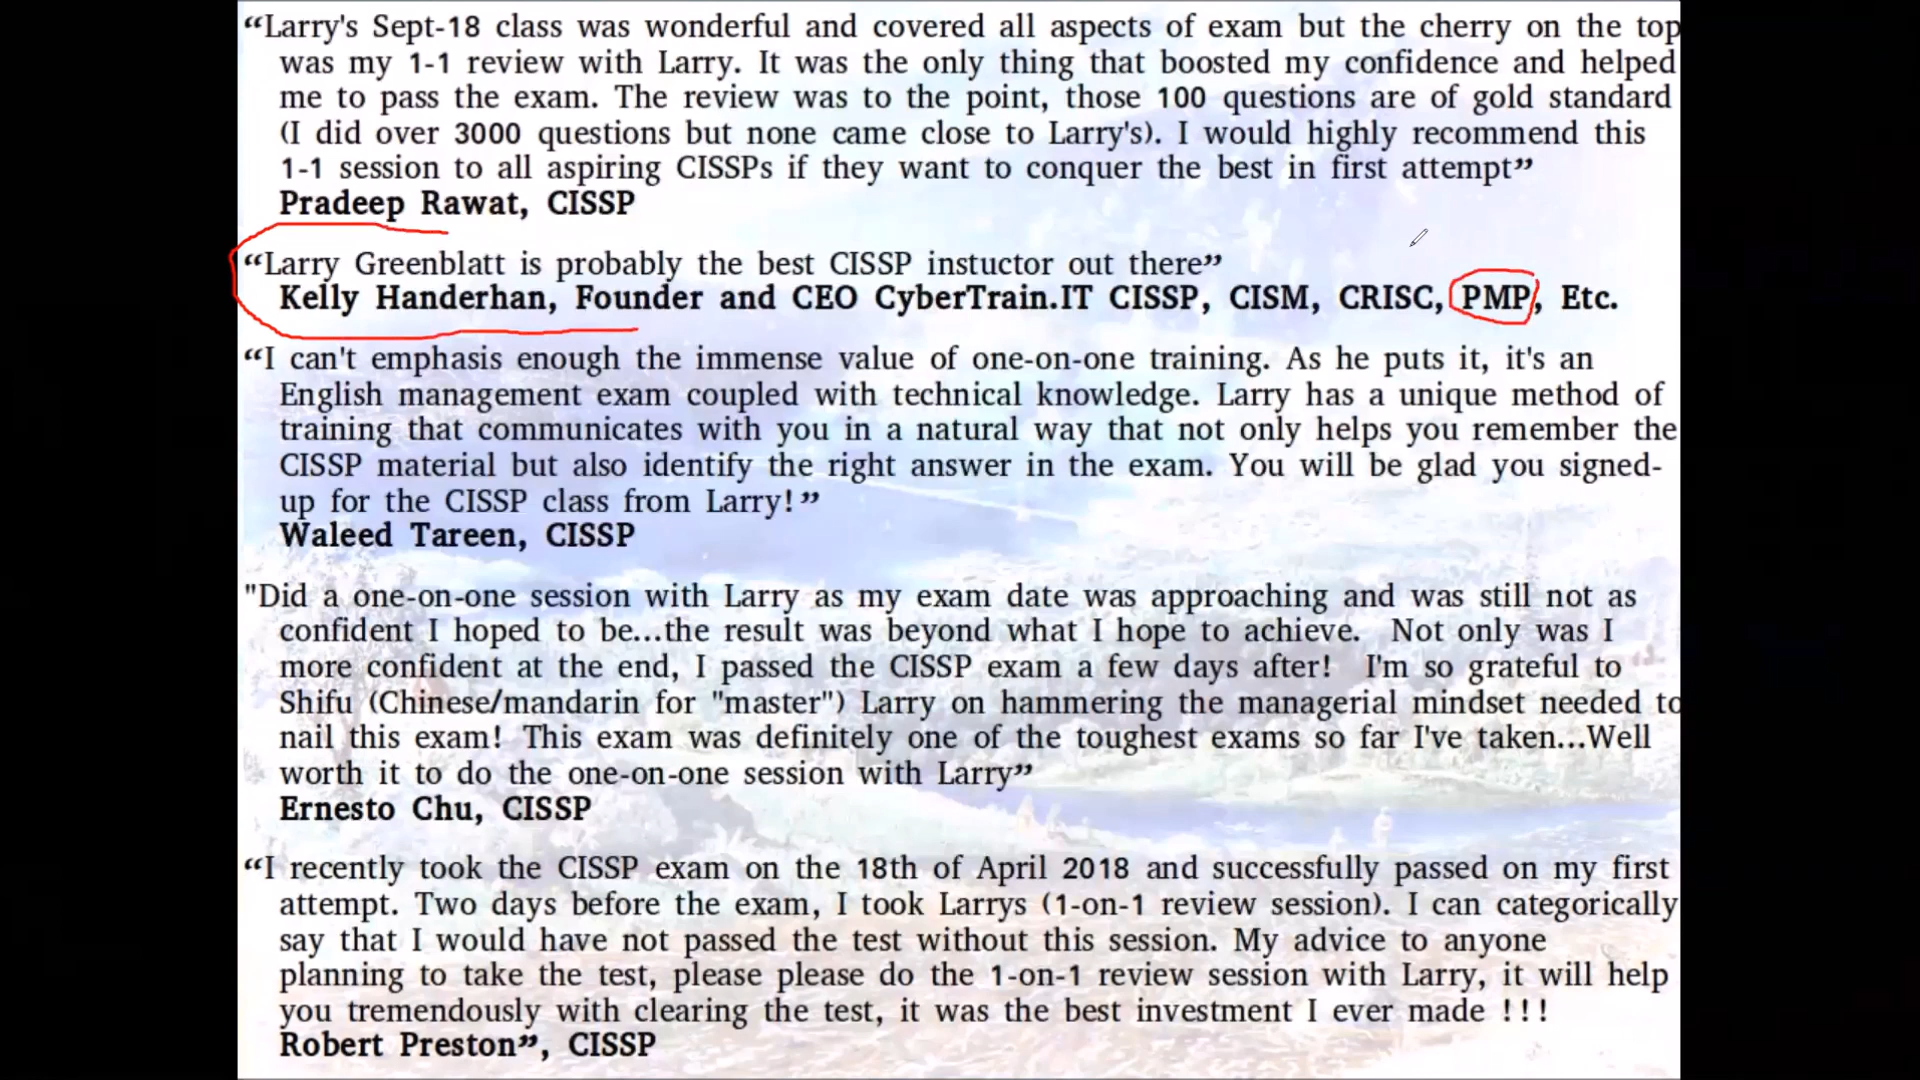 “Larry's Sept-18 class was wonderful and covered all aspects of exam but the cherry on the top
was my 1-1 review with Larry. It was the only thing that boosted my confidence and helped
me to pass the exam. The review was to the point, those 100 questions are of gold standard
(I did over 3000 questions but none came close to Larry's). I would highly recommend this
1-1 session to all aspiring CISSPs if they want to conquer the best in first attempt”
Pradeep Rawat, CISSP
“Larry Greenblatt is probably the best CISSP instuctor out there”
Kelly Handerhan, Founder and CEO CyberTrain.IT CISSP, CISM, CRISC, PMP, Etc.
“I can't emphasis enough the immense value of one-on-one training. As he puts it, it's an
English management exam coupled with technical knowledge. Larry has a unique method of
training that communicates with you in a natural way that not only helps you remember the
CISSP material but also identify the right answer in the exam. You will be glad you signed-
up for the CISSP class from Larry!”
Waleed Tareen, CISSP
"Did a one-on-one session with Larry as my exam date was approaching and was still not as
confident I hoped to be...the result was beyond what I hope to achieve.  Not only was I
more confident at the end, I passed the CISSP exam a few days after!  I'm so grateful to
Shifu (Chinese/mandarin for "master") Larry on hammering the managerial mindset needed to
nail this exam! This exam was definitely one of the toughest exams so far I've taken...Well
worth it to do the one-on-one session with Larry”
Ernesto Chu, CISSP
“I recently took the CISSP exam on the 18th of April 2018 and successfully passed on my first
attempt. Two days before the exam, I took Larrys (1-on-1 review session). I can categorically
say that I would have not passed the test without this session. My advice to anyone
planning to take the test, please please do the 1-on-1 review session with Larry, it will help
you tremendously with clearing the test, it was the best investment I ever made !!!
Robert Preston”, CISSP